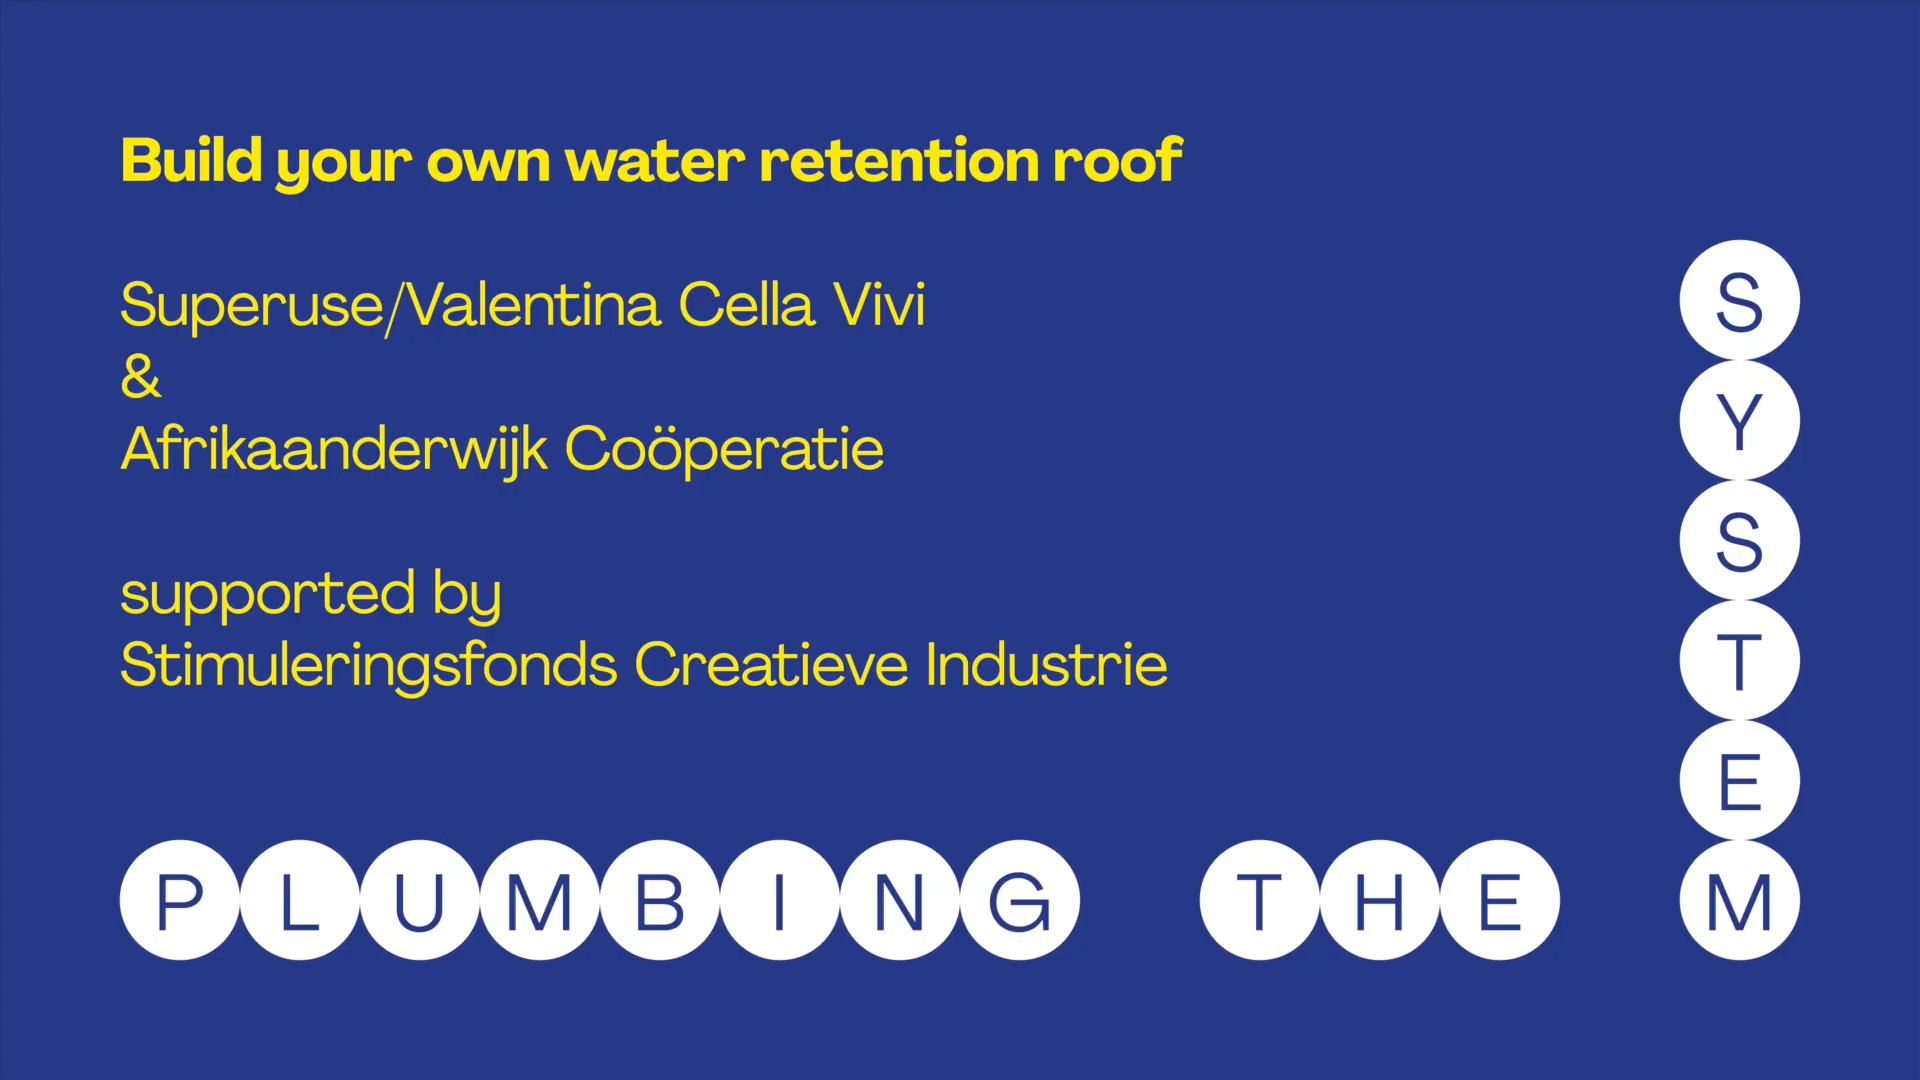 Build your own water retention roof
Superuse/Valentina Cella Vivi
&
Afrikaanderwijk Coöperatie
supported by
Stimuleringsfonds Creatieve Industrie
PLUMBING THE
SYSTEM